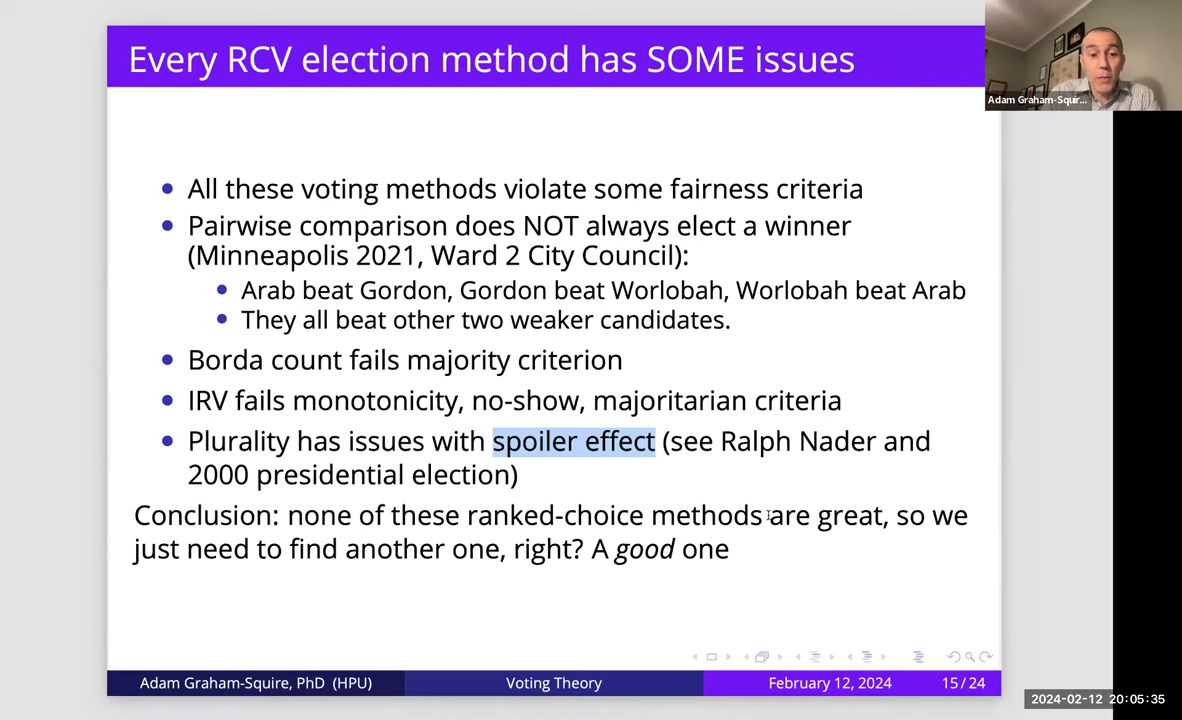 Every RCV election method has SOME issues
Adam Graham-Squir...
• All these voting methods violate some fairness criteria
• Pairwise comparison does NOT always elect a winner
(Minneapolis 2021, Ward 2 City Council):
• Arab beat Gordon, Gordon beat Worlobah, Worlobah beat Arab
• They all beat other two weaker candidates.
• Borda count fails majority criterion
• IRV fails monotonicity, no-show, majoritarian criteria
• Plurality has issues with spoiler effect (see Ralph Nader and
2000 presidential election)
Conclusion: none of these ranked-choice methods are great, so we
just need to find another one, right? A good one
Adam Graham-Squire, PhD (HPU)
Voting Theory
February 12, 2024
15 / 24
2024-02-12 20:05:35